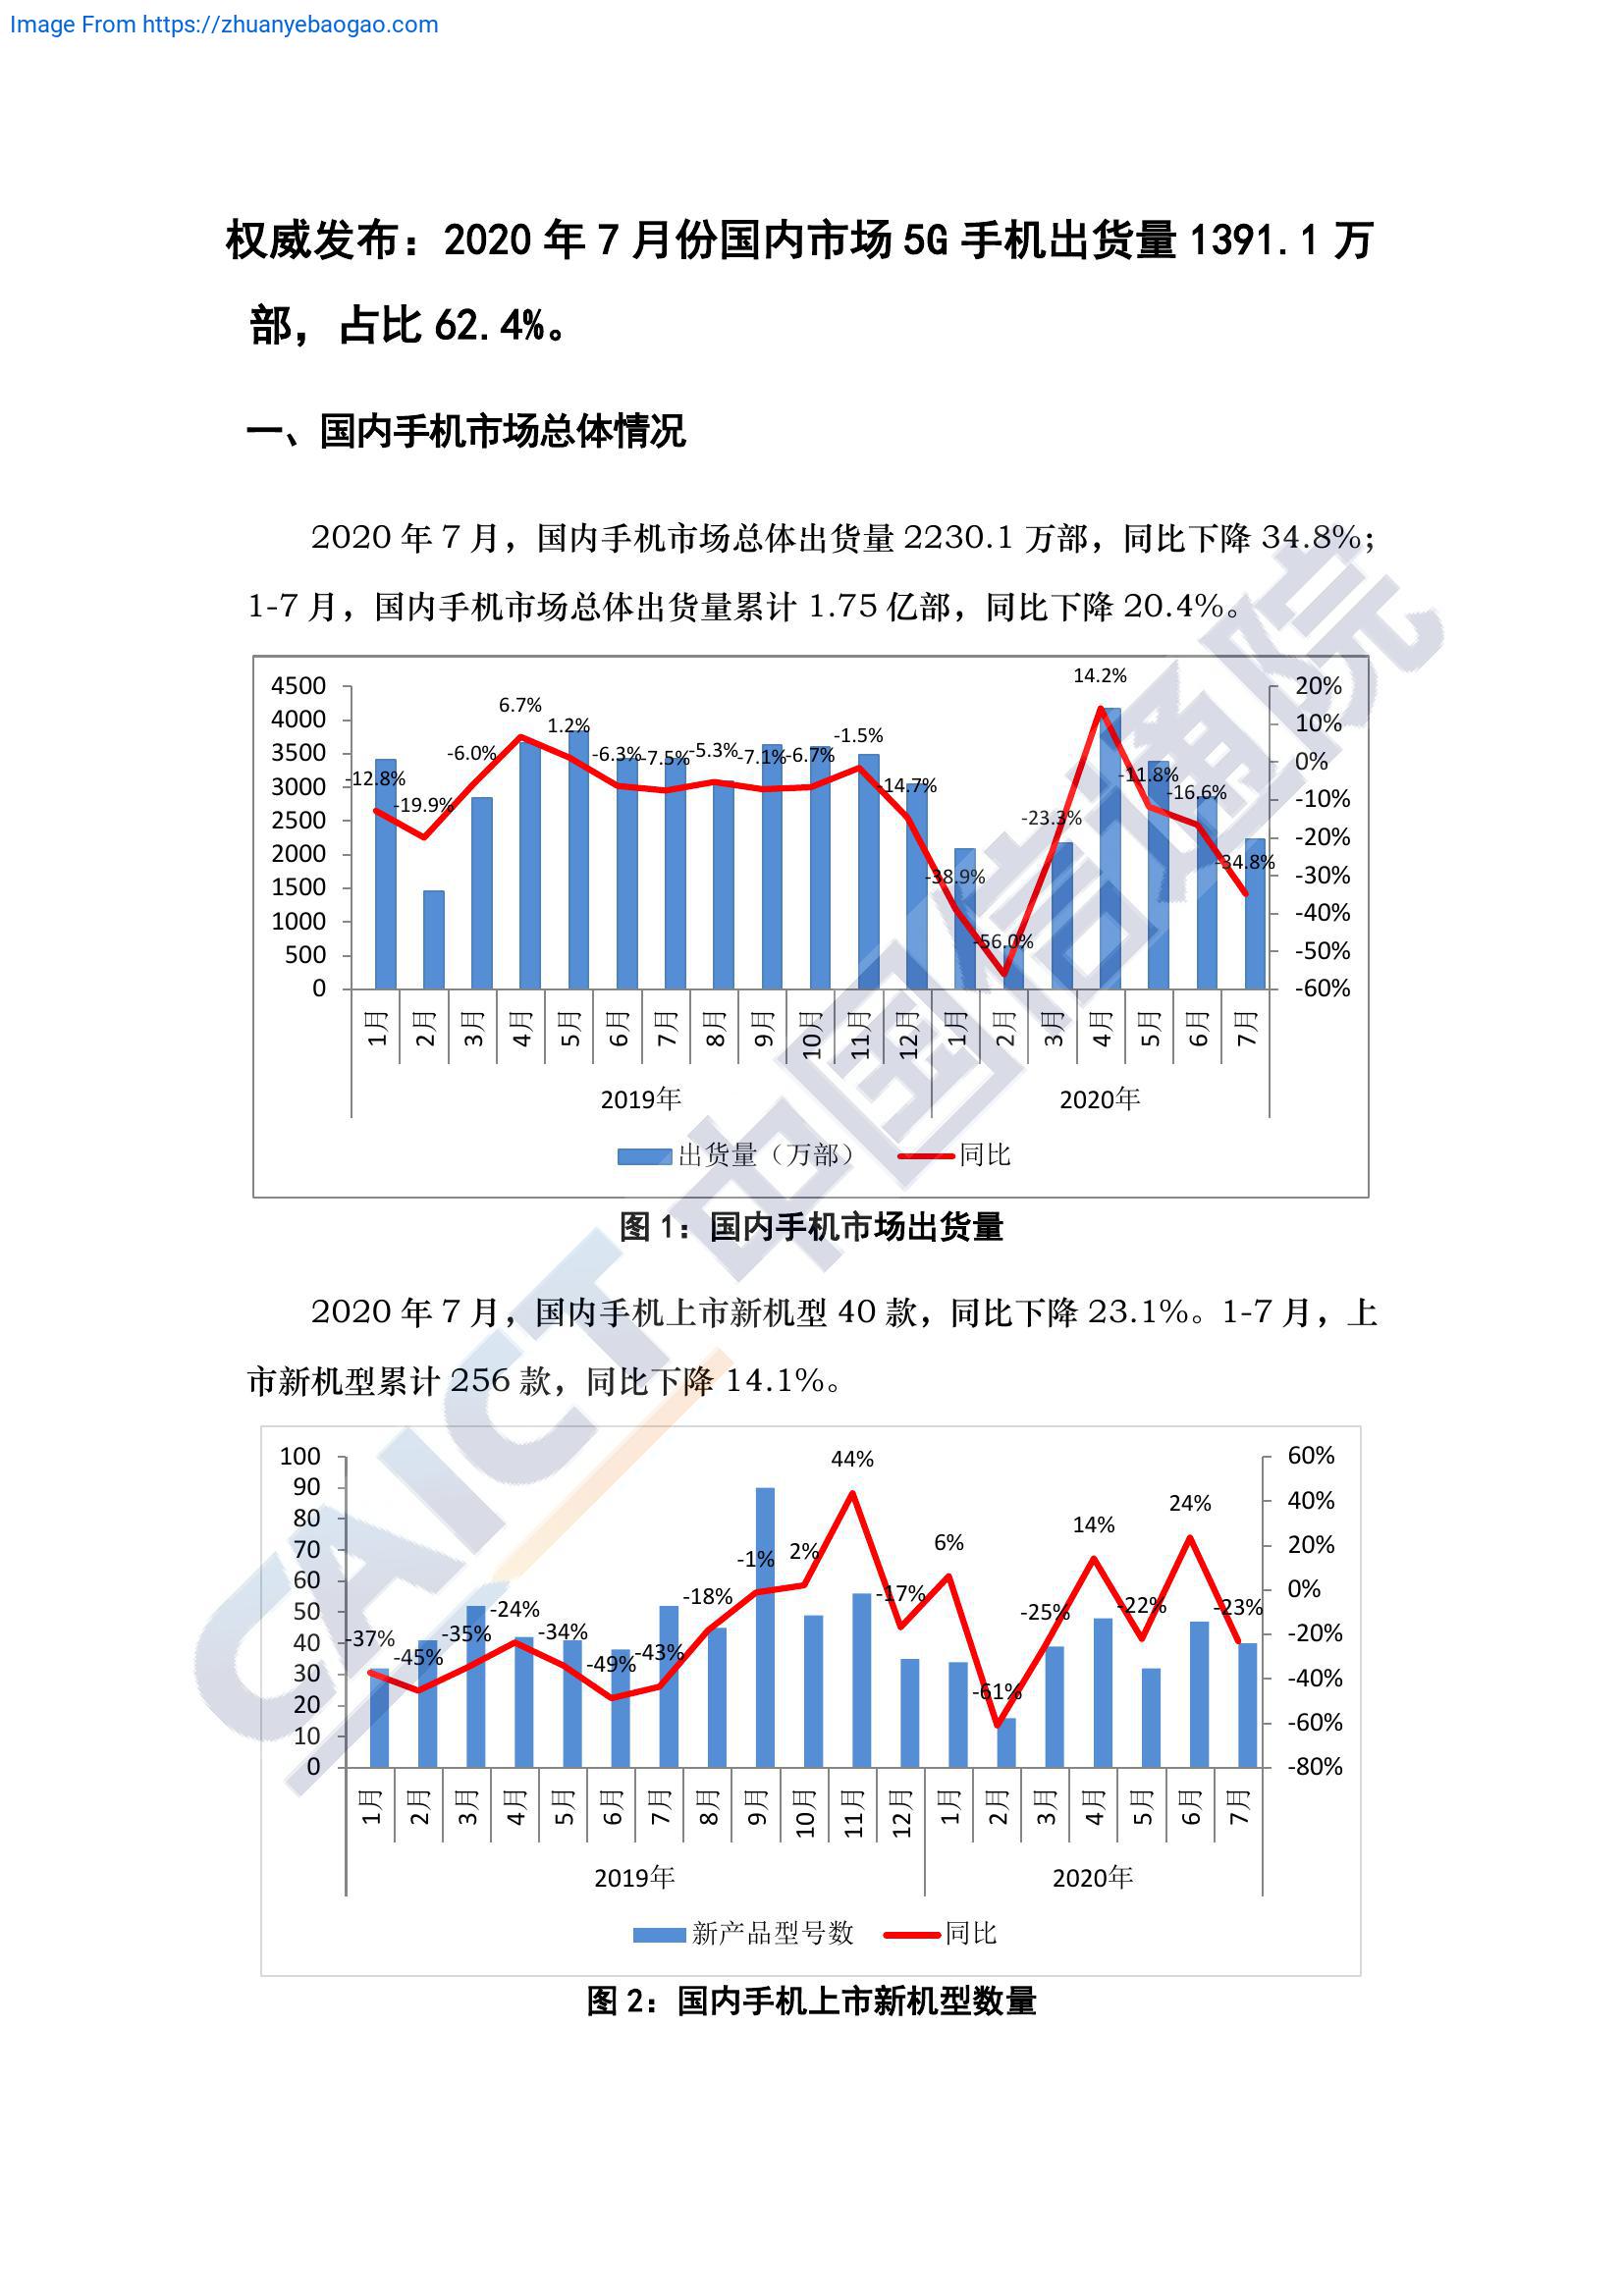 Image From https://zhuanyebaogao.com
权威发布：2020 年 7 月份国内市场 5G 手机出货量 1391.1 万
部，占比 62.4%。
一、国内手机市场总体情况
2020 年 7 月，国内手机市场总体出货量 2230.1 万部，同比下降 34.8%；
1-7 月，国内手机市场总体出货量累计 1.75 亿部，同比下降 20.4%。
4500
4000
3500
3000
2500
2000
1500
1000
500
0
-12.8% -19.9% -6.0% 6.7% 1.2% -6.3% -7.5% -5.3% -7.1% -6.7% -1.5% -14.7% -38.9% -56.0% -23.3% 14.2% -11.8% -16.6% -34.8%
20%
10%
0%
-10%
-20%
-30%
-40%
-50%
-60%
1月 2月 3月 4月 5月 6月 7月 8月 9月 10月 11月 12月 1月 2月 3月 4月 5月 6月 7月
2019年 2020年
出货量（万部） 同比
图 1：国内手机市场出货量
2020 年 7 月，国内手机上市新机型 40 款，同比下降 23.1%。1-7 月，上
市新机型累计 256 款，同比下降 14.1%。
100
90
80
70
60
50
40
30
20
10
0
-37% -45% -35% -24% -34% -49% -43% -18% -1% 2% 44% -17% 6% -61% -25% 14% -22% 24% -23%
60%
40%
20%
0%
-20%
-40%
-60%
-80%
1月 2月 3月 4月 5月 6月 7月 8月 9月 10月 11月 12月 1月 2月 3月 4月 5月 6月 7月
2019年 2020年
新产品型号数 同比
图 2：国内手机上市新机型数量
CAICT 中国信通院